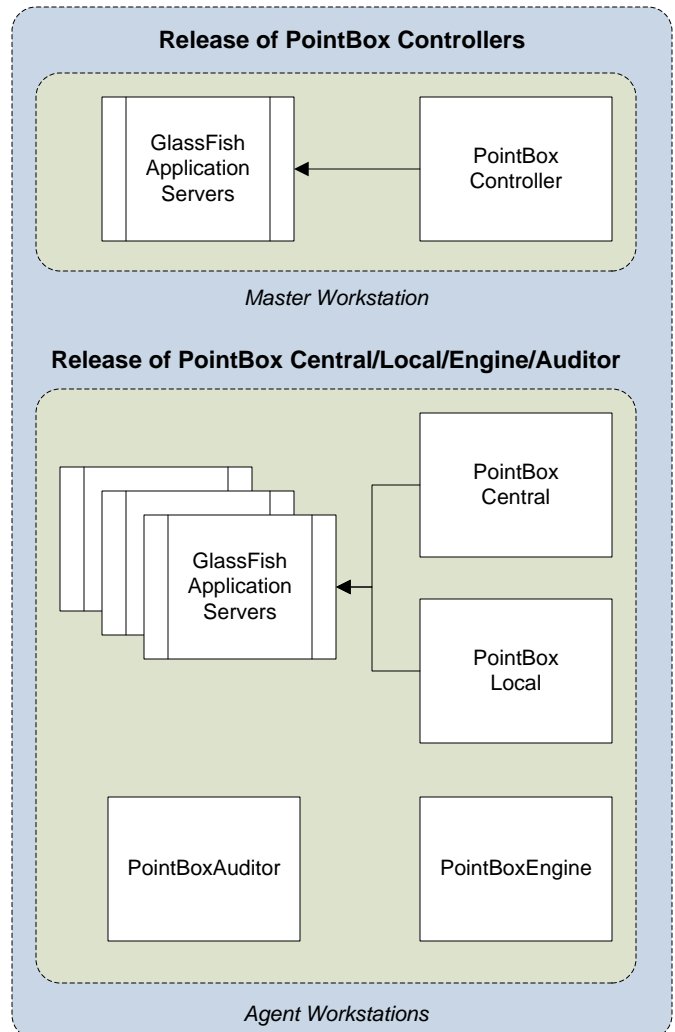 Release of PointBox Controllers
GlassFish
Application
Servers
PointBox
Controller
Master Workstation
Release of PointBox Central/Local/Engine/Auditor
PointBox
Central
GlassFish
Application
Servers
PointBox
Local
PointBoxAuditor
PointBoxEngine
Agent Workstations